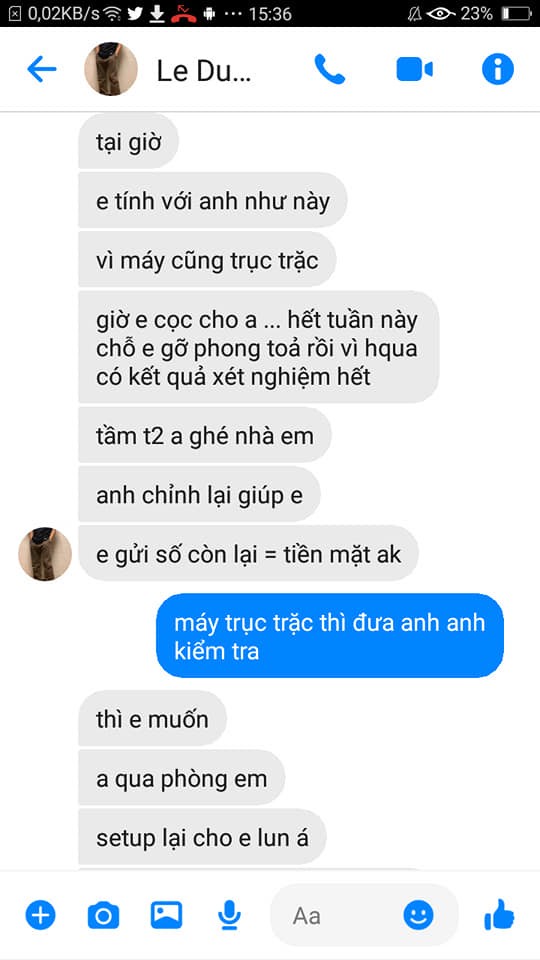 0,02KB/s ... 15:36 23%
Le Du...
tại giờ
e tính với anh như này
vì máy cũng trục trặc
giờ e cọc cho a ... hết tuần này
chỗ e gỡ phong toả rồi vì hqua
có kết quả xét nghiệm hết
tầm t2 a ghé nhà em
anh chỉnh lại giúp e
e gửi số còn lại = tiền mặt ak
máy trục trặc thì đưa anh anh
kiểm tra
thì e muốn
a qua phòng em
setup lại cho e lun á
Aa